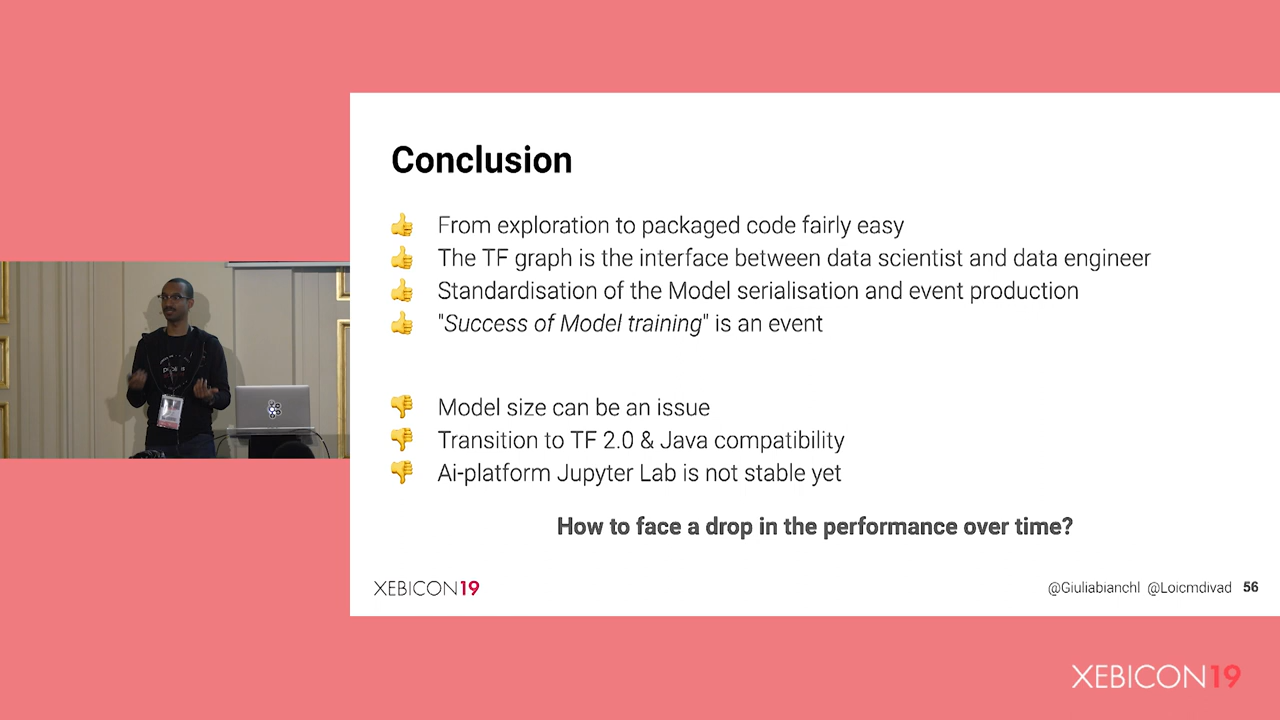 Conclusion
👍 From exploration to packaged code fairly easy
👍 The TF graph is the interface between data scientist and data engineer
👍 Standardisation of the Model serialisation and event production
👍 "Success of Model training" is an event
👎 Model size can be an issue
👎 Transition to TF 2.0 & Java compatibility
👎 Ai-platform Jupyter Lab is not stable yet
How to face a drop in the performance over time?
XEBICON19
@Giuliabianchl @Loicmdivad 56
XEBICON19